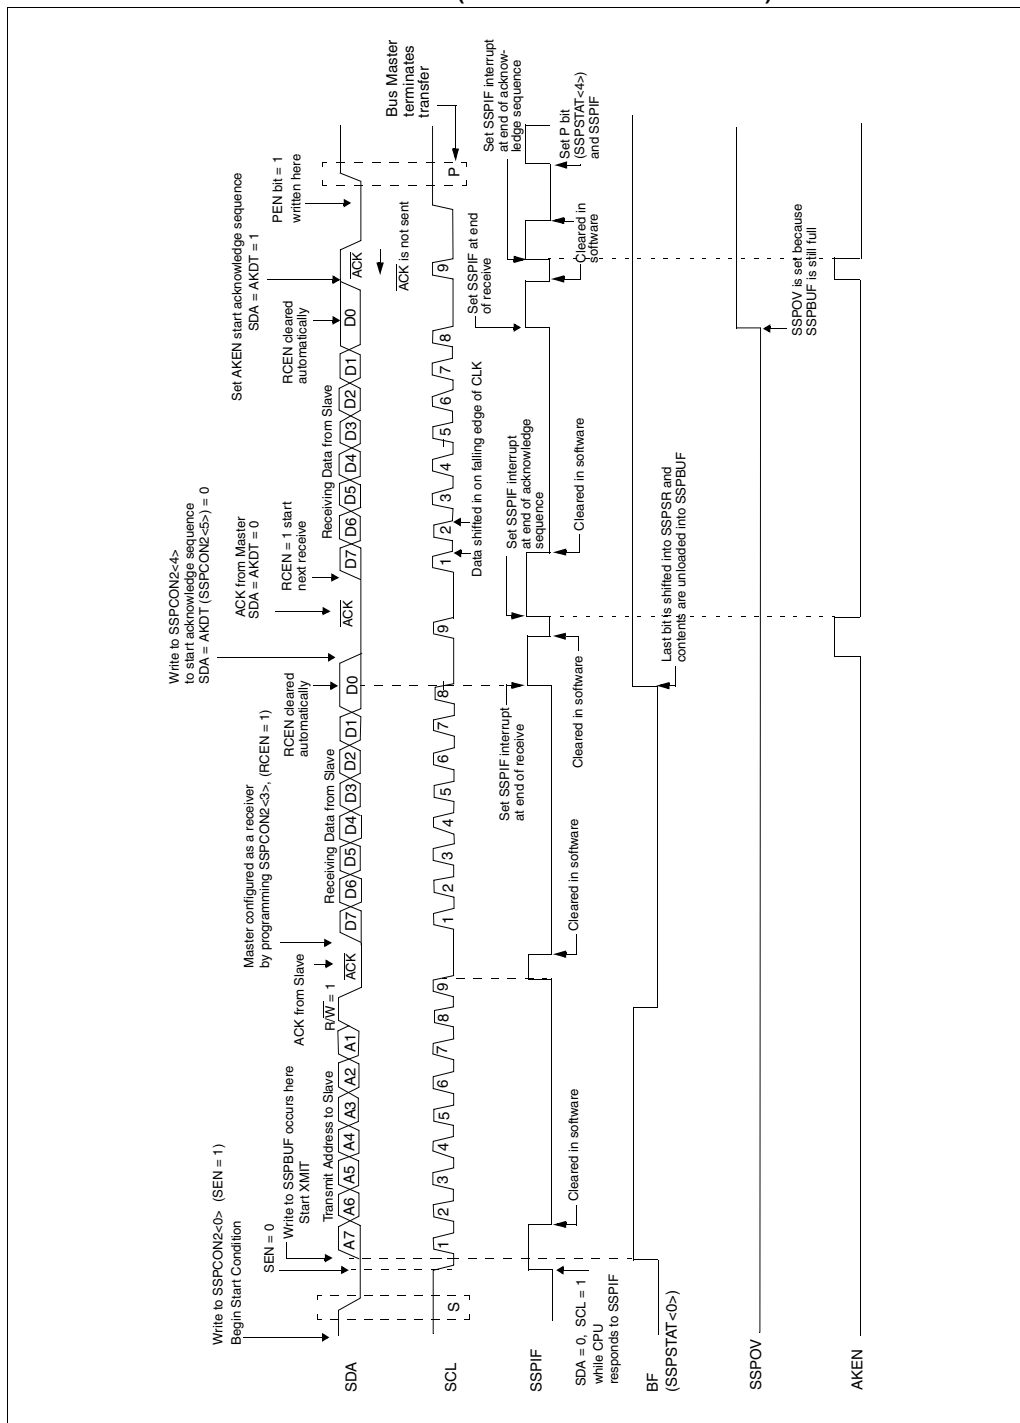 Write to SSPCON2<0> (SEN = 1)
Begin Start Condition
SEN = 0
Write to SSPBUF occurs here
Start XMIT
Transmit Address to Slave
R/W = 1
ACK from Slave
Master configured as a receiver
by programming SSPCON2<3>, (RCEN = 1)
Receiving Data from Slave
RCEN cleared
automatically
Write to SSPCON2<4>
to start acknowledge sequence
SDA = AKDT (SSPCON2<5>) = 0
ACK from Master
SDA = AKDT = 0
RCEN = 1 start
next receive
Receiving Data from Slave
RCEN cleared
automatically
Set AKEN start acknowledge sequence
SDA = AKDT = 1
PEN bit = 1
written here
SDA
A7 A6 A5 A4 A3 A2 A1
ACK
D7 D6 D5 D4 D3 D2 D1 D0
ACK
D7 D6 D5 D4 D3 D2 D1 D0
ACK
ACK is not sent
Bus Master
terminates
transfer
SCL
S
1 2 3 4 5 6 7 8 9
1 2 3 4 5 6 7 8 9
1 2 3 4 5 6 7 8 9
P
Data shifted in on falling edge of CLK
Set SSPIF interrupt
at end of receive
Set SSPIF interrupt
at end of acknowledge
sequence
Set SSPIF at end
of receive
Set SSPIF interrupt
at end of acknow-
ledge sequence
SSPIF
SDA = 0, SCL = 1
while CPU
responds to SSPIF
Cleared in software
Cleared in software
Cleared in software
Cleared in software
Cleared in
software
Set P bit
(SSPSTAT<4>)
and SSPIF
BF
(SSPSTAT<0>)
Last bit is shifted into SSPSR and
contents are unloaded into SSPBUF
SSPOV
SSPOV is set because
SSPBUF is still full
AKEN